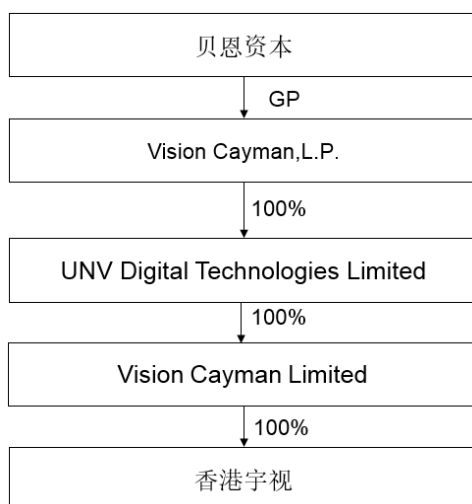 贝恩资本
GP
Vision Cayman,L.P.
100%
UNV Digital Technologies Limited
100%
Vision Cayman Limited
100%
香港宇视